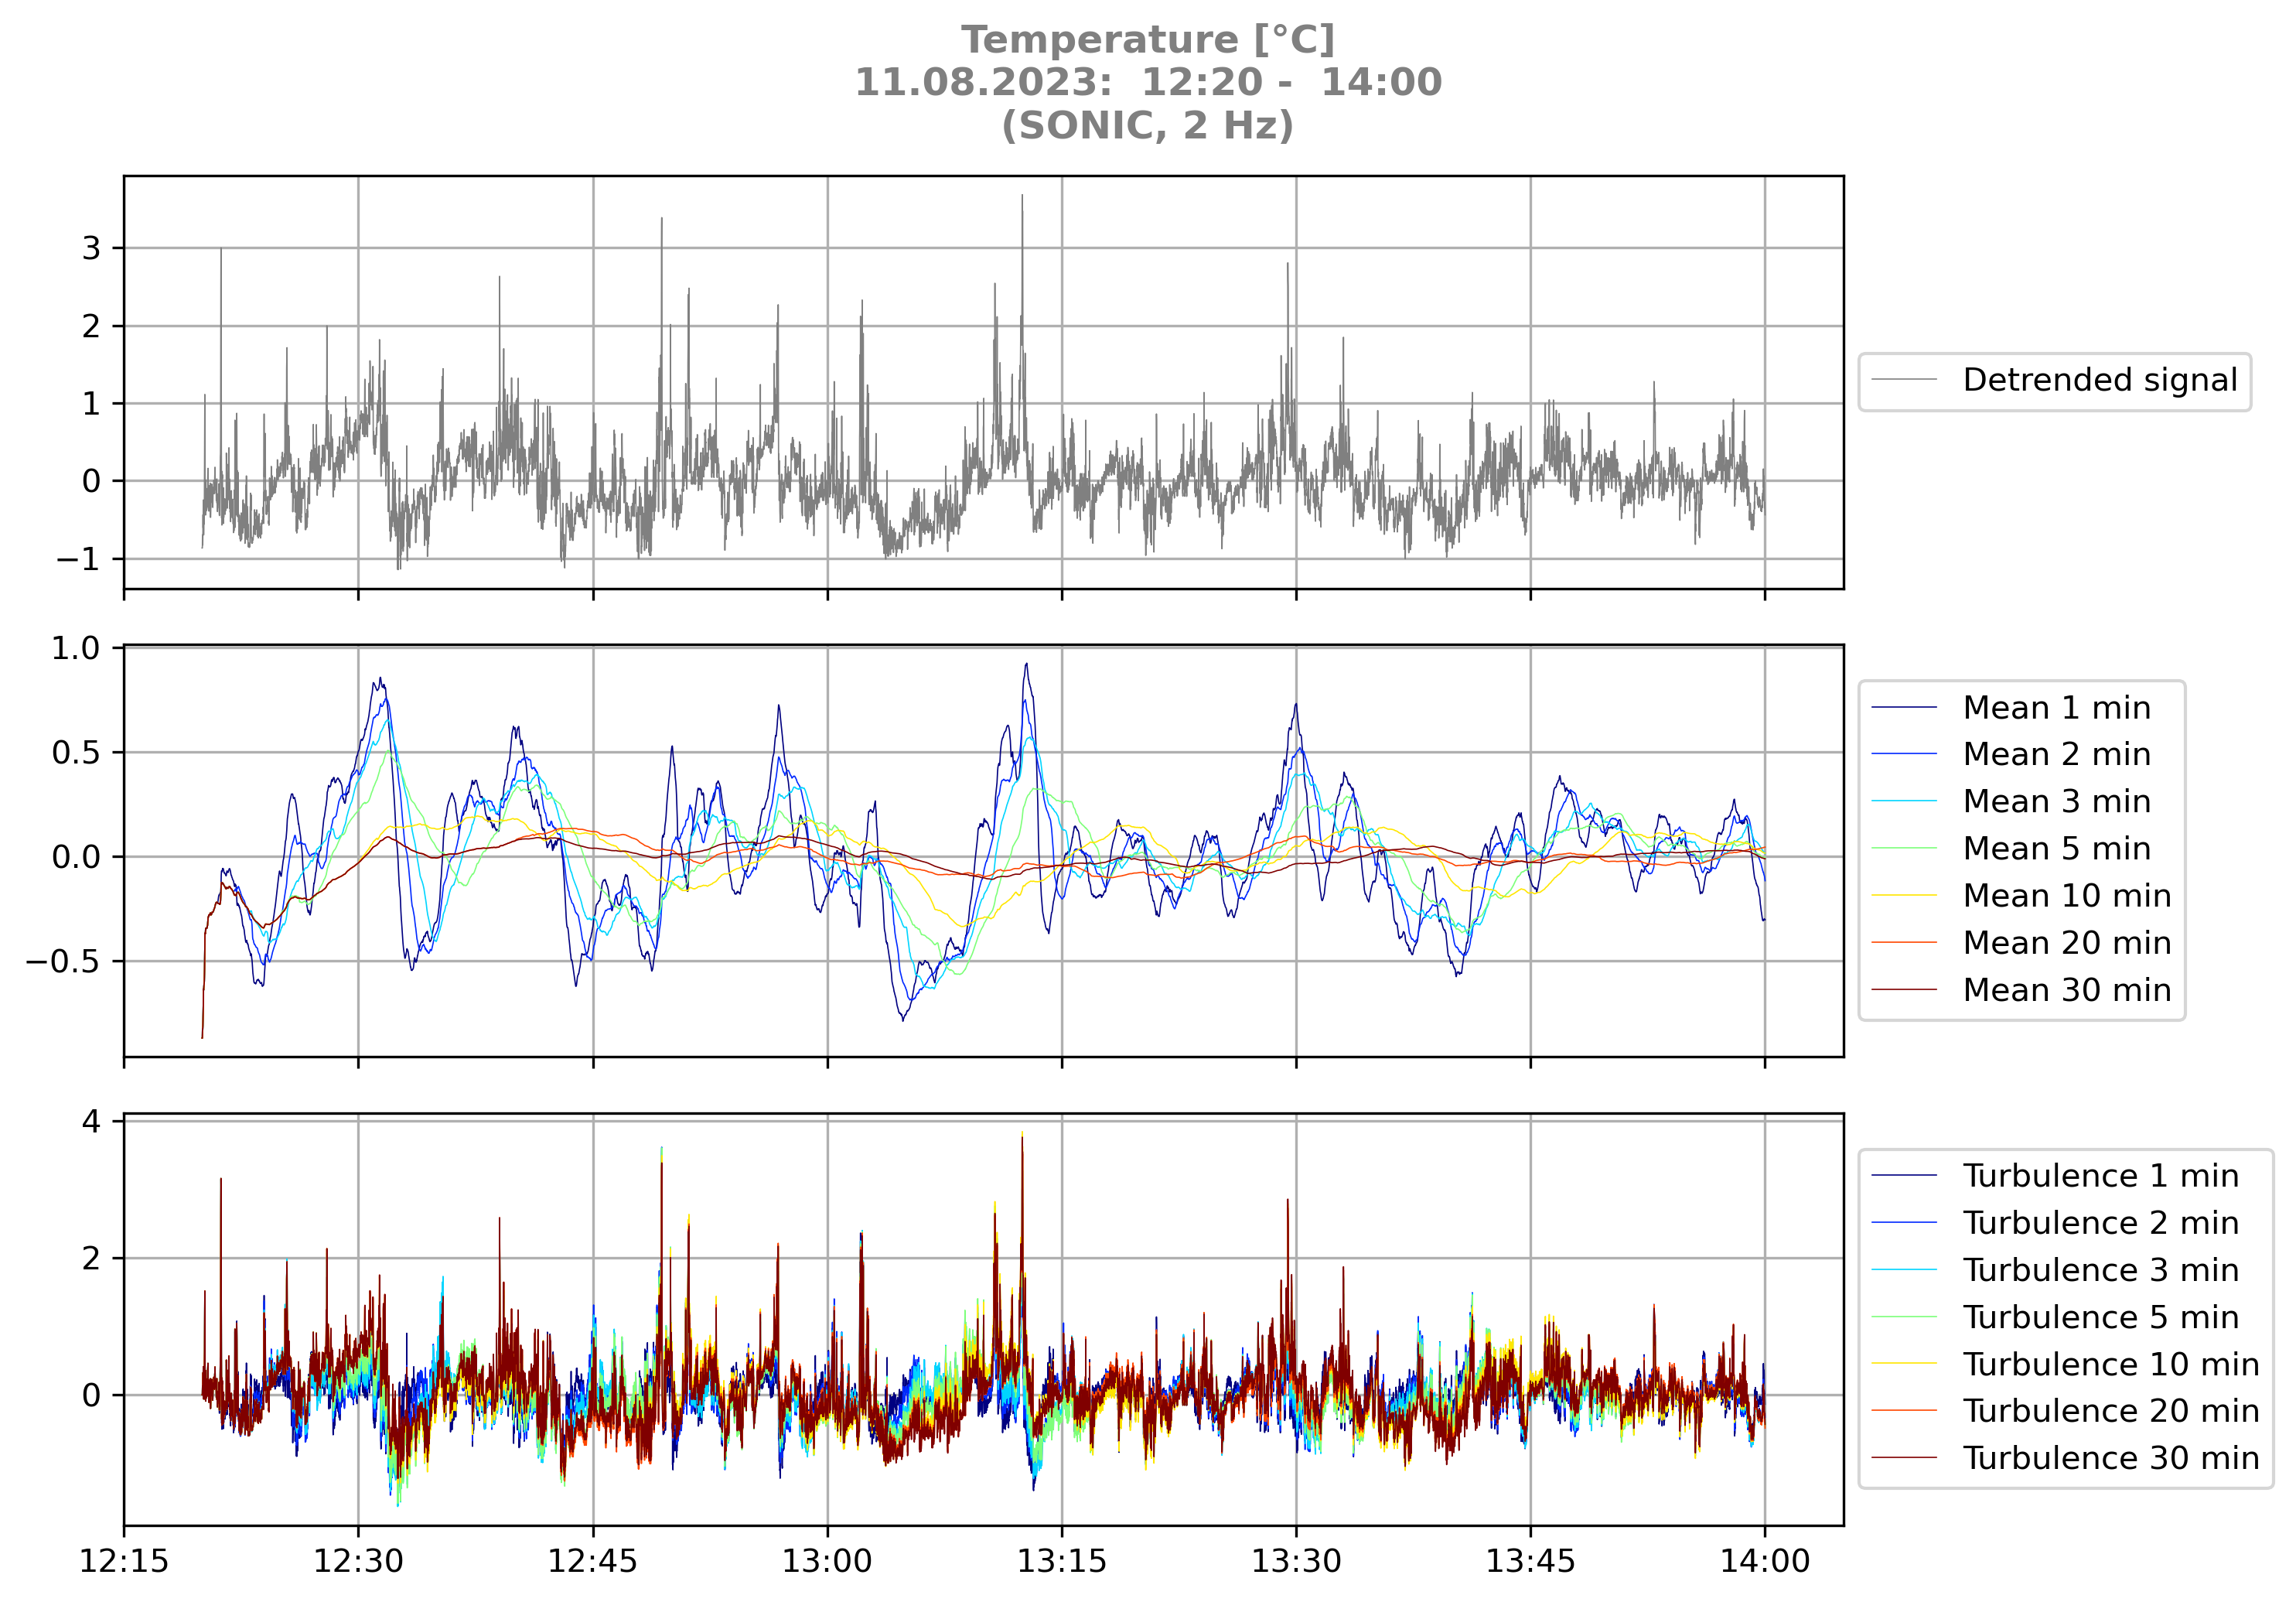 Temperature [°C]
11.08.2023:  12:20 -  14:00
(SONIC, 2 Hz)
3
2
1
0
−1
Detrended signal
1.0
0.5
0.0
−0.5
Mean 1 min
Mean 2 min
Mean 3 min
Mean 5 min
Mean 10 min
Mean 20 min
Mean 30 min
4
2
0
Turbulence 1 min
Turbulence 2 min
Turbulence 3 min
Turbulence 5 min
Turbulence 10 min
Turbulence 20 min
Turbulence 30 min
12:15 12:30 12:45 13:00 13:15 13:30 13:45 14:00